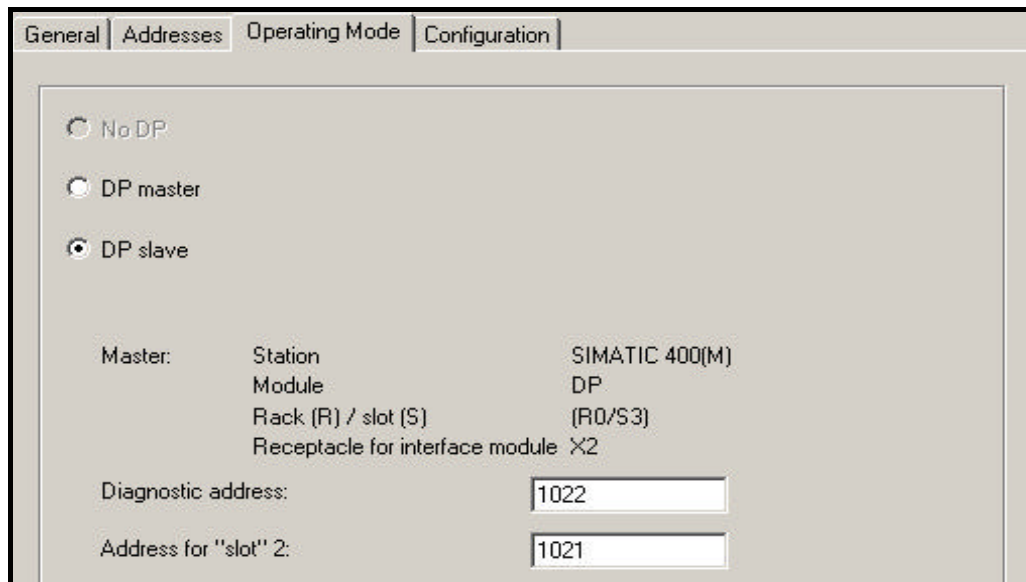 General Addresses Operating Mode Configuration
No DP
DP master
DP slave
Master: Station SIMATIC 400(M)
Module DP
Rack (R) / slot (S) (R0/S3)
Receptacle for interface module X2
Diagnostic address: 1022
Address for "slot" 2: 1021